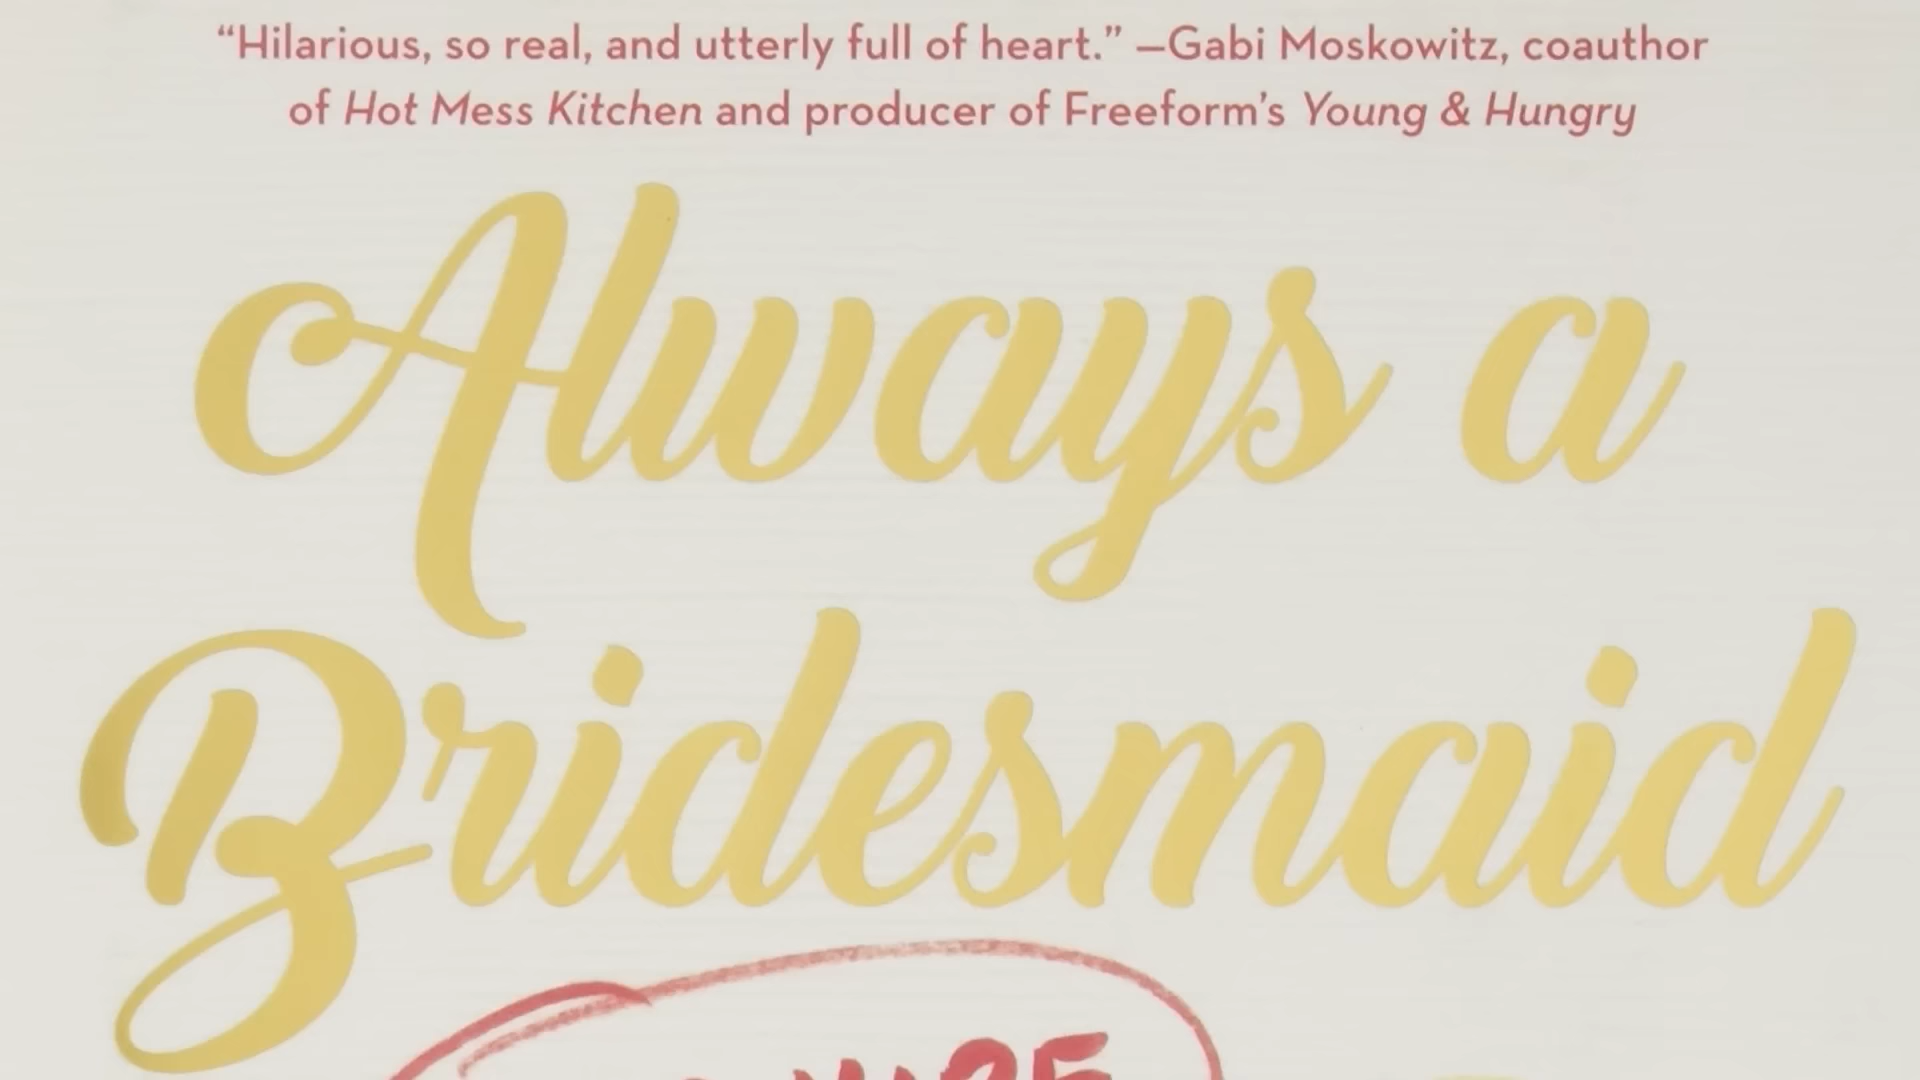 “Hilarious, so real, and utterly full of heart.” —Gabi Moskowitz, coauthor
of Hot Mess Kitchen and producer of Freeform’s Young & Hungry
Always a
Bridesmaid